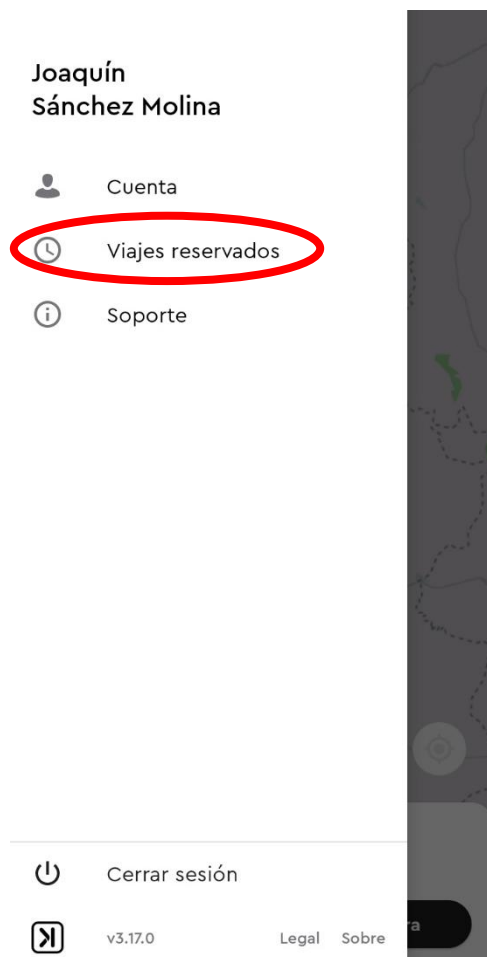 Joaquín
Sánchez Molina
Cuenta
Viajes reservados
Soporte
Cerrar sesión
v3.17.0 Legal Sobre